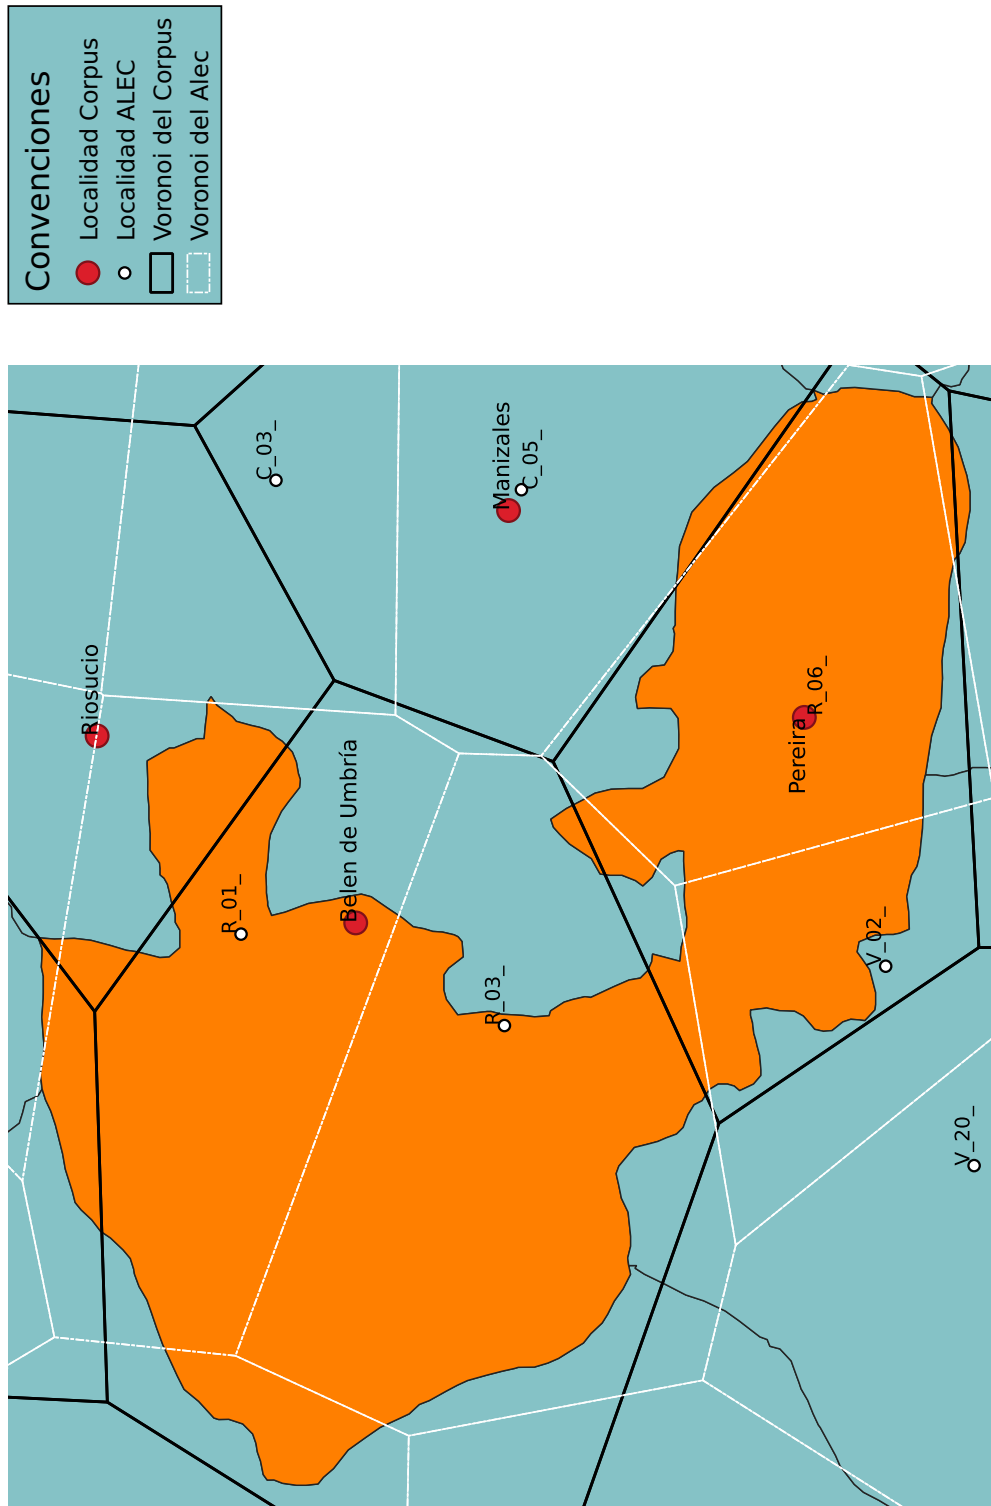 Convenciones
Localidad Corpus
Localidad ALEC
Voronoi del Corpus
Voronoi del Alec
Riosucio
C_03_
Manizales
C_05_
R_06_
Pereira
Belen de Umbría
R_01_
R_03_
V_02_
V_20_